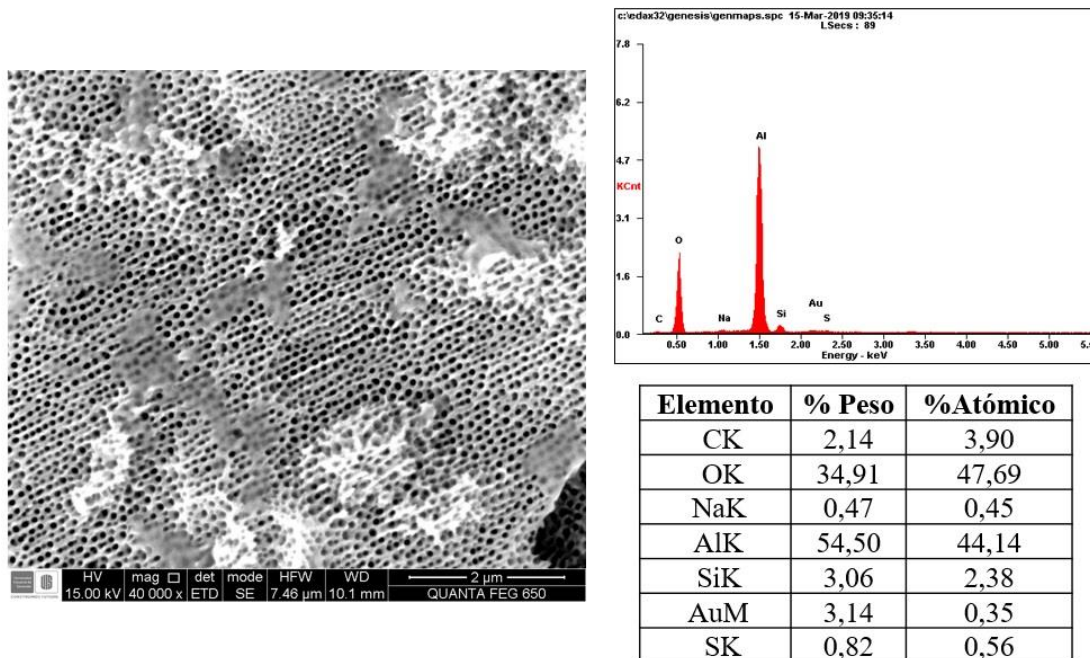 HV mag □ det mode HFW WD
15.00 kV 40 000 x ETD SE 7.46 µm 10.1 mm
2 µm
QUANTA FEG 650
c:\edax32\genesis\genmaps.spc 15-Mar-2019 09:35:14
LSecs : 89
7.8
6.2
4.7
KCnt
3.1
1.6
0.0
C
O
Na
Al
Si
Au
S
0.50 1.00 1.50 2.00 2.50 3.00 3.50 4.00 4.50 5.00
Energy - keV
Elemento % Peso %Atómico
CK 2,14 3,90
OK 34,91 47,69
NaK 0,47 0,45
AlK 54,50 44,14
SiK 3,06 2,38
AuM 3,14 0,35
SK 0,82 0,56